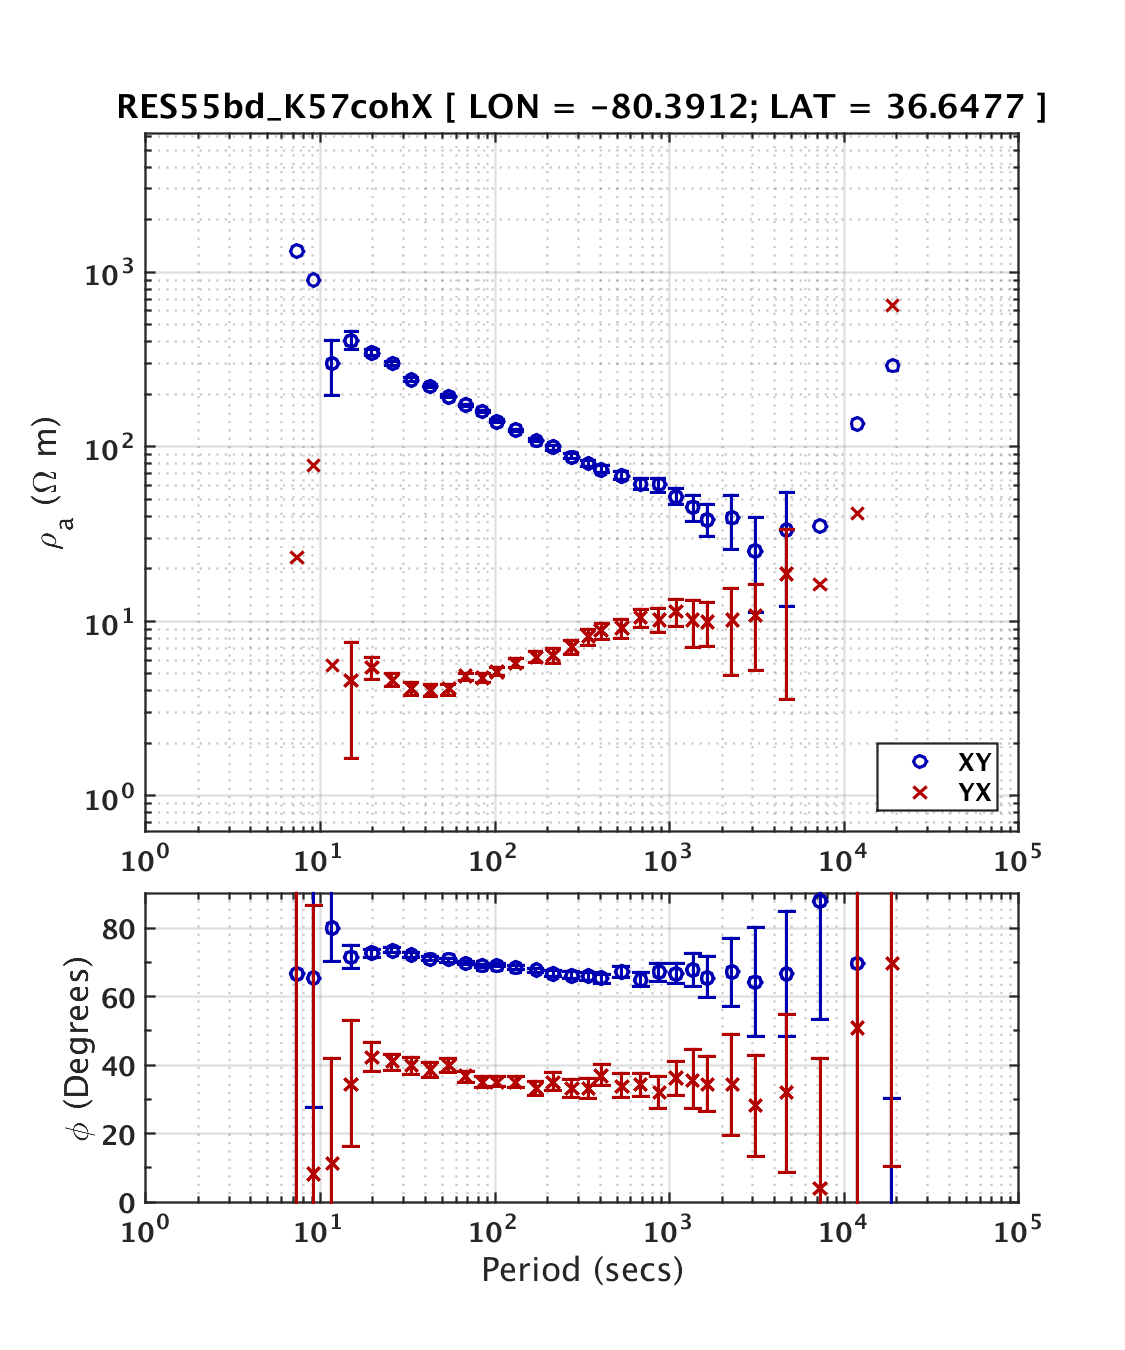 RES55bd_K57cohX [ LON = -80.3912; LAT = 36.6477 ]
ρa (Ω m)
10³
10²
10¹
10⁰
XY
YX
10⁰ 10¹ 10² 10³ 10⁴ 10⁵
ϕ (Degrees)
80
60
40
20
0
10⁰ 10¹ 10² 10³ 10⁴ 10⁵
Period (secs)